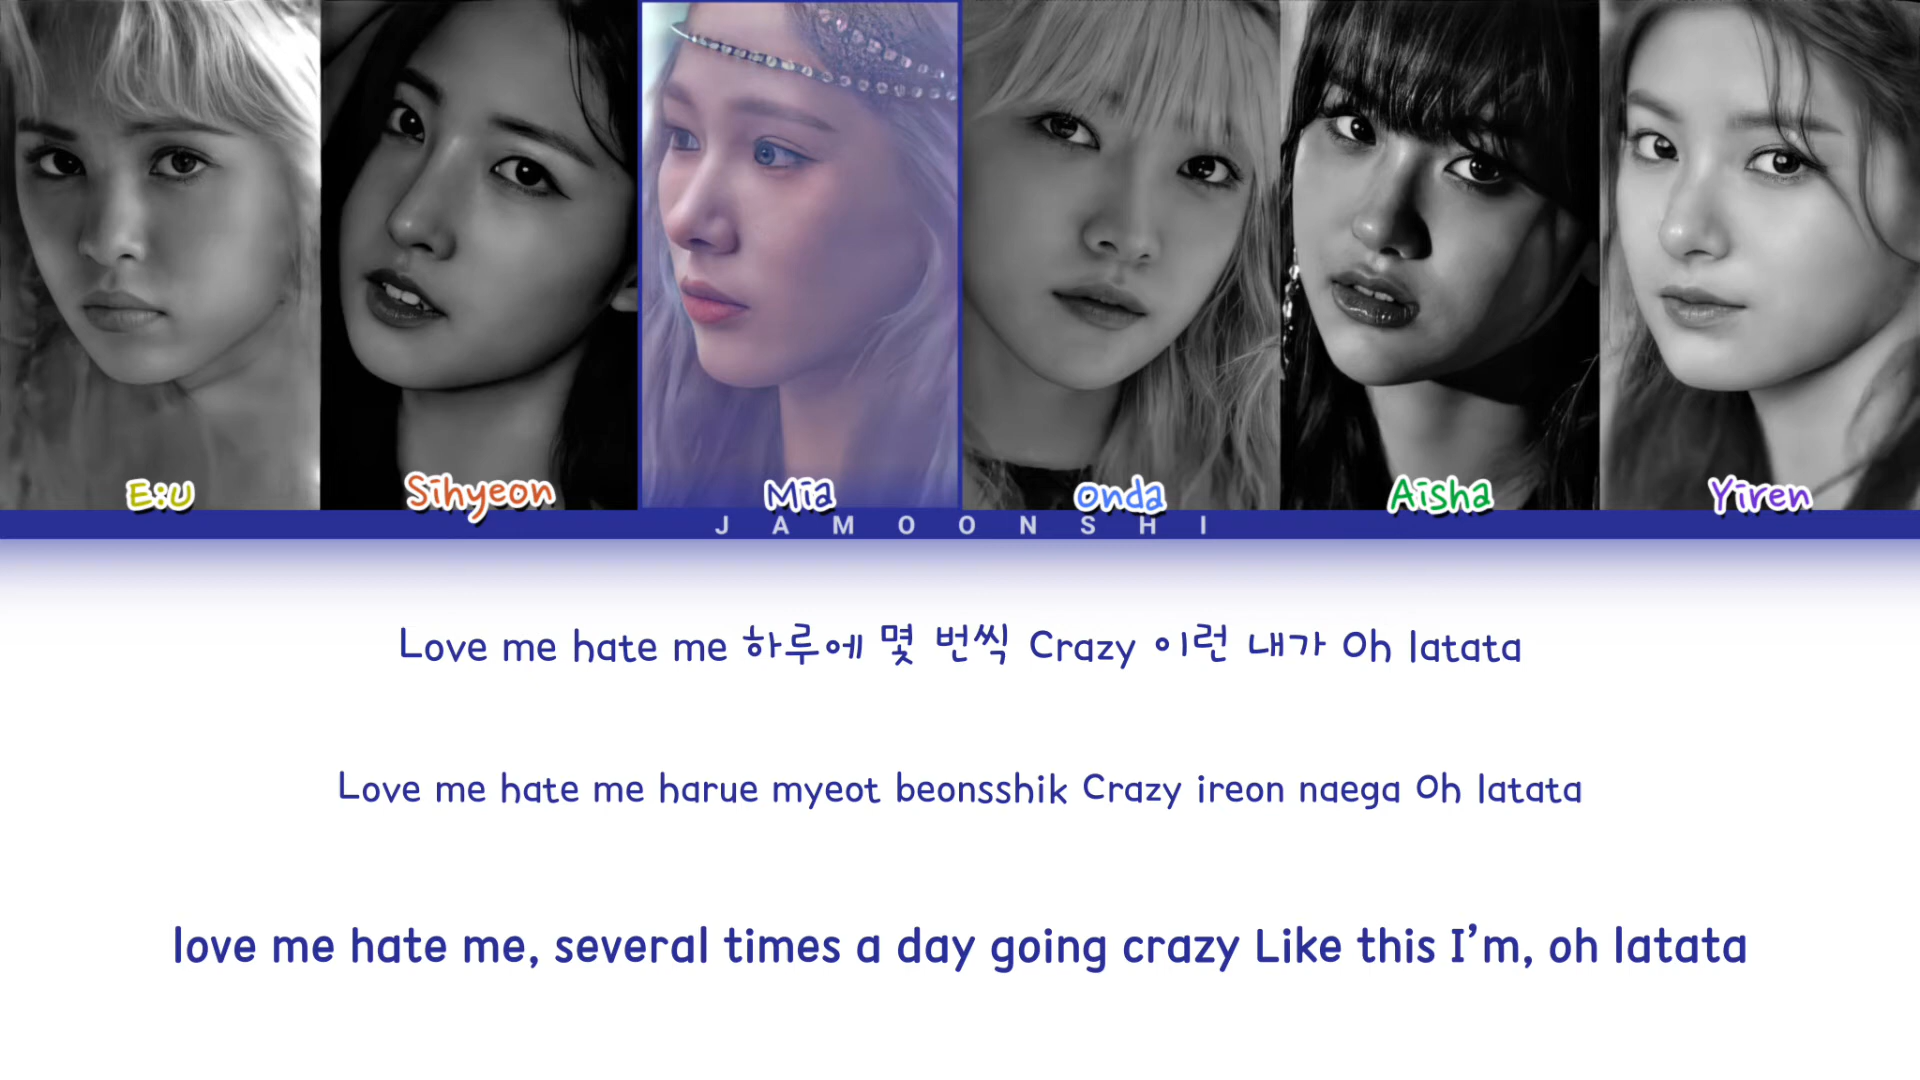 E:U
Sihyeon
Mia
Onda
Aisha
Yiren
JAMOONSHI
Love me hate me 하루에 몇 번씩 Crazy 이런 내가 Oh latata
Love me hate me harue myeot beonsshik Crazy ireon naega Oh latata
love me hate me, several times a day going crazy Like this I’m, oh latata